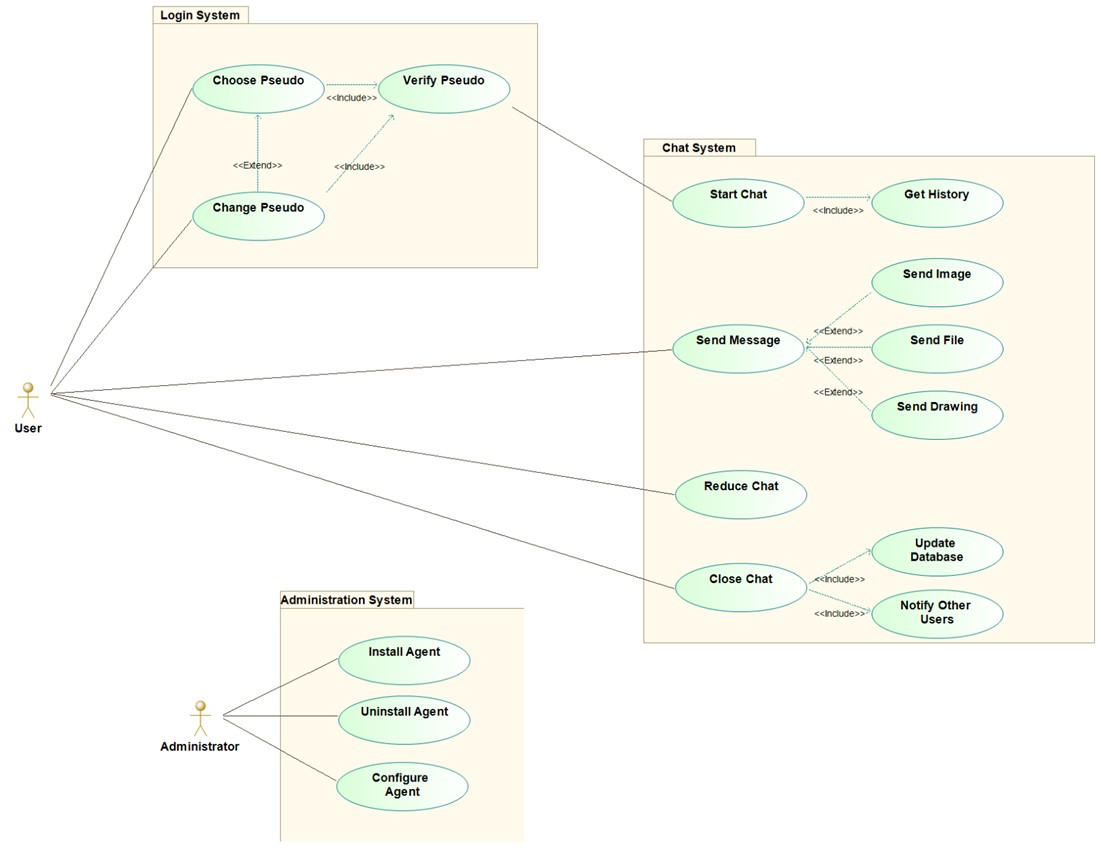 Login System
Choose Pseudo
Verify Pseudo
<<Include>>
<<Extend>>
<<Include>>
Change Pseudo
Chat System
Start Chat
Get History
<<Include>>
Send Image
Send Message
<<Extend>>
Send File
<<Extend>>
<<Extend>>
Send Drawing
User
Reduce Chat
Update
Database
Close Chat
<<Include>>
Notify Other
Users
<<Include>>
Administration System
Install Agent
Uninstall Agent
Administrator
Configure
Agent